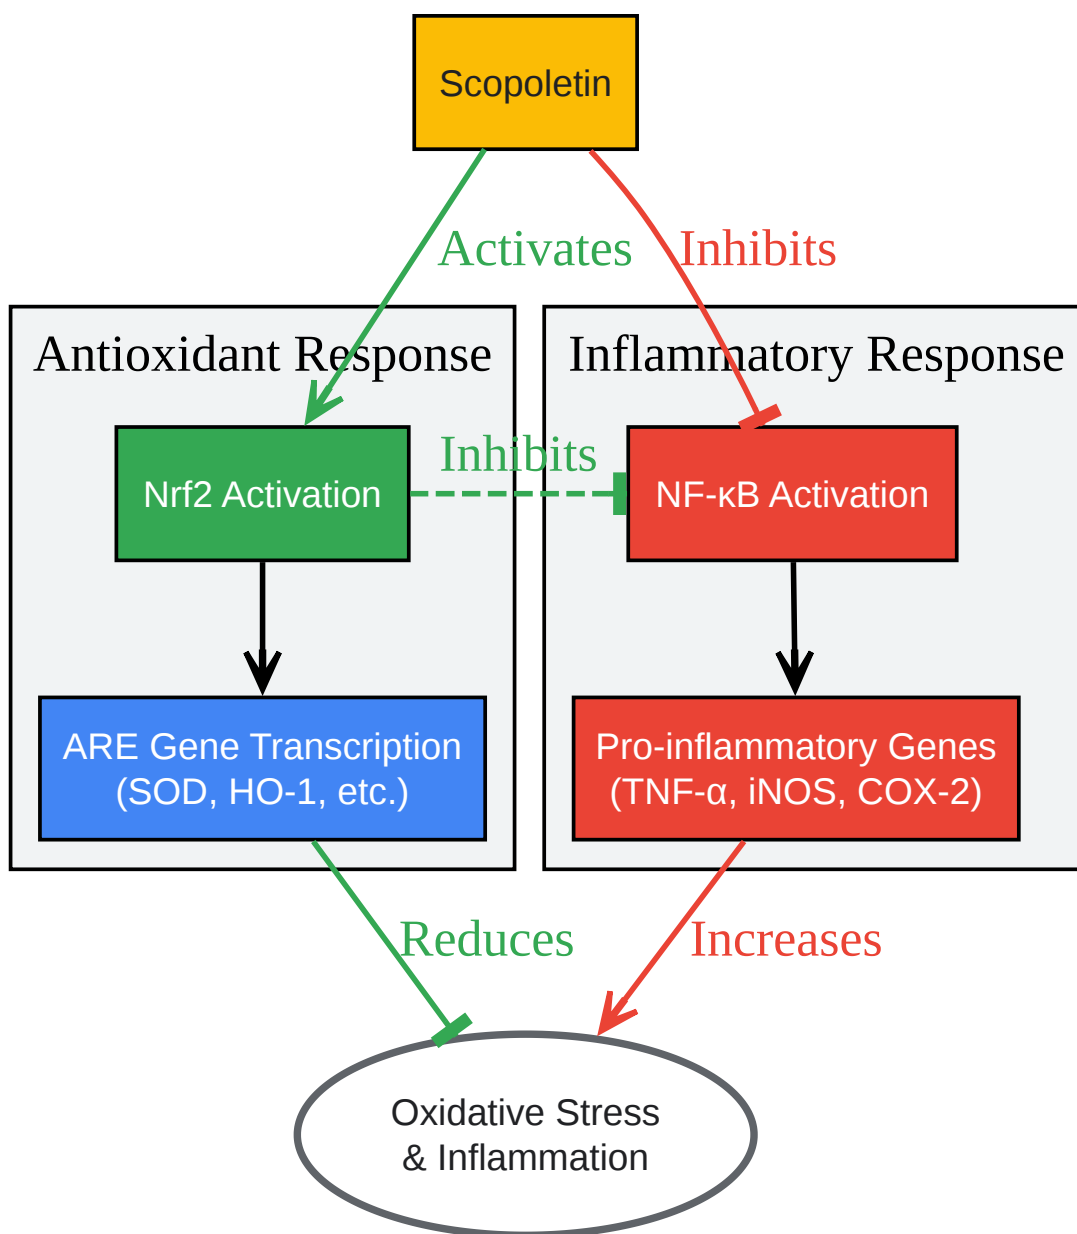 Scopoletin
Activates
Inhibits
Antioxidant Response
Inflammatory Response
Inhibits
Nrf2 Activation
NF-κB Activation
ARE Gene Transcription
(SOD, HO-1, etc.)
Pro-inflammatory Genes
(TNF-α, iNOS, COX-2)
Reduces
Increases
Oxidative Stress
& Inflammation